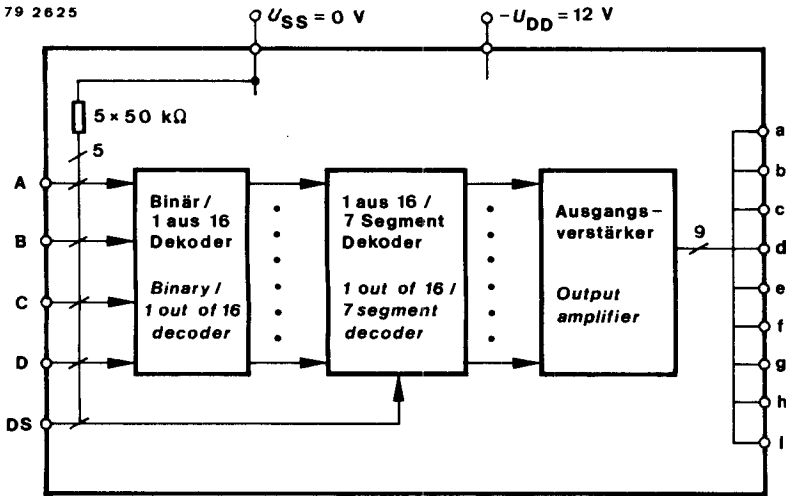 79 2625
U_SS = 0 V
-U_DD = 12 V
5 × 50 kΩ
5
A
B
C
D
DS
Binär /
1 aus 16
Dekoder
Binary /
1 out of 16
decoder
1 aus 16 /
7 Segment
Dekoder
1 out of 16 /
7 segment
decoder
Ausgangs-
verstärker
Output
amplifier
9
a
b
c
d
e
f
g
h
i